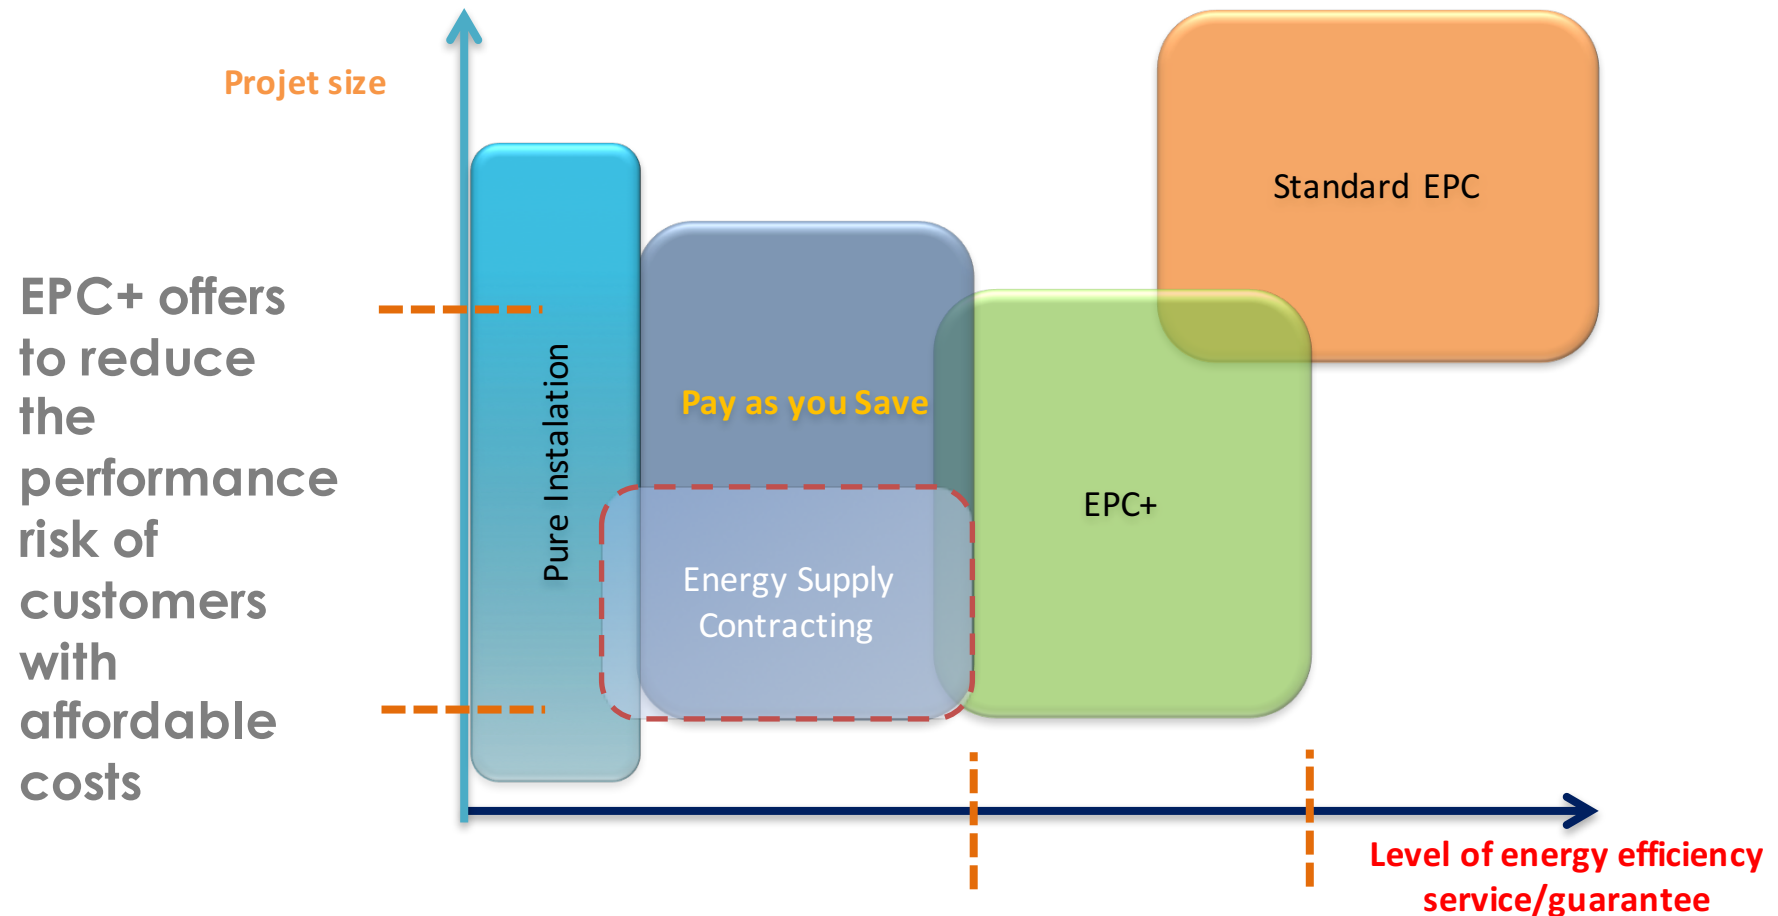 Projet size
Standard EPC
EPC+ offers
to reduce
the
performance
risk of
customers
with
affordable
costs
Pure Instalation
Pay as you Save
EPC+
Energy Supply
Contracting
Level of energy efficiency
service/guarantee